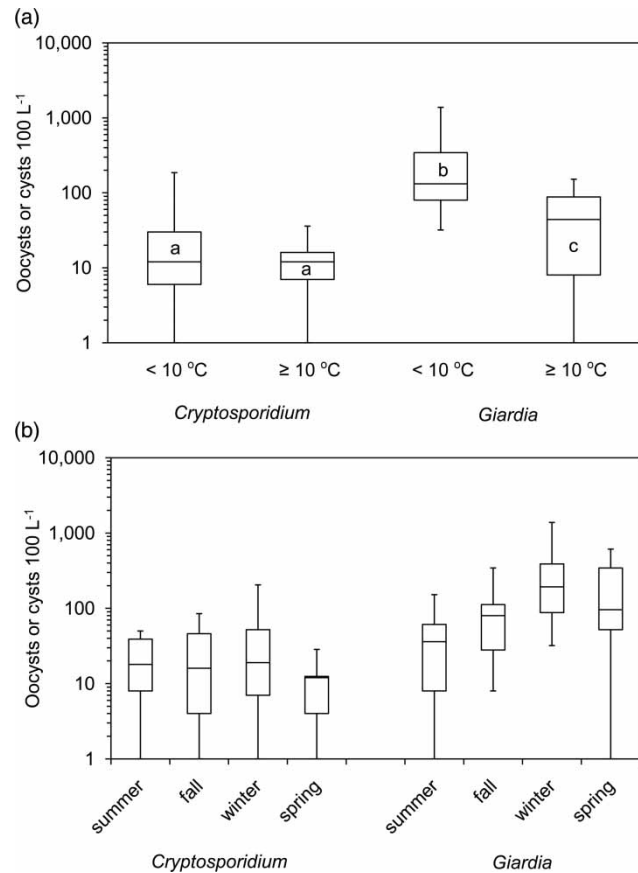 (a)
10,000
1,000
100
10
1
Oocysts or cysts 100 L⁻¹
a
a
b
c
< 10 °C
≥ 10 °C
< 10 °C
≥ 10 °C
Cryptosporidium
Giardia
(b)
10,000
1,000
100
10
1
Oocysts or cysts 100 L⁻¹
summer
fall
winter
spring
summer
fall
winter
spring
Cryptosporidium
Giardia